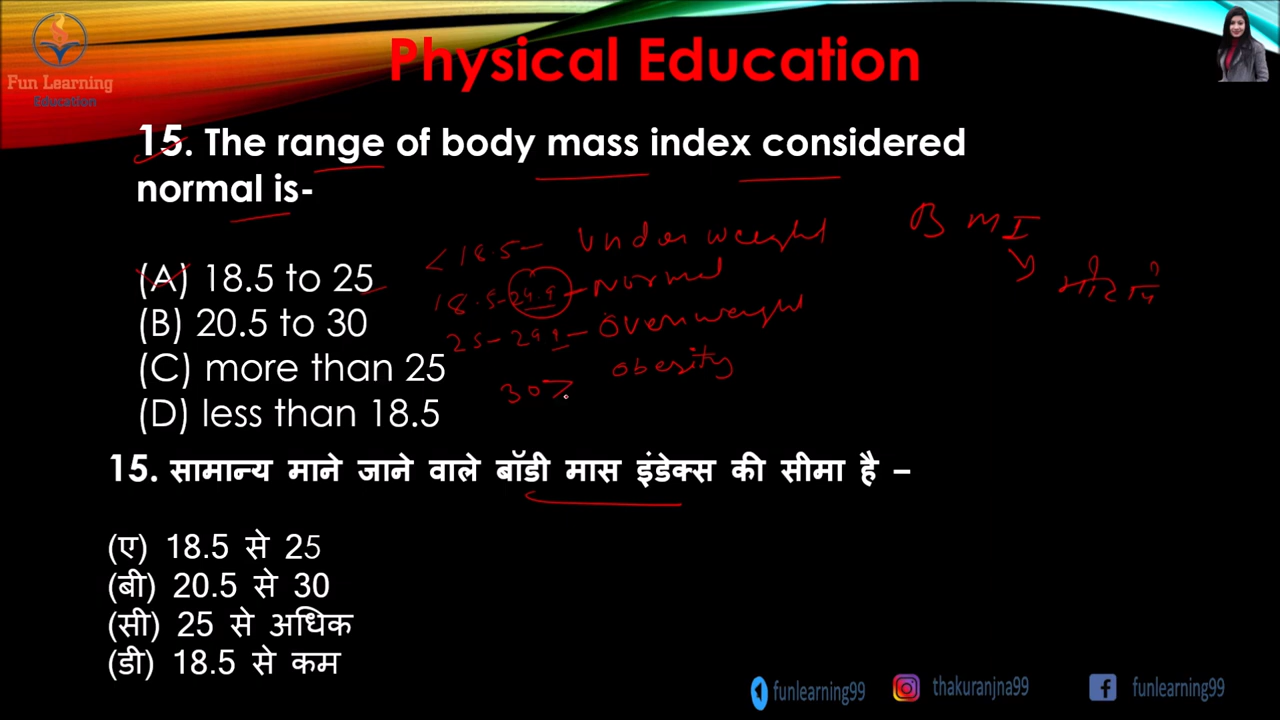 Fun Learning
Education
Physical Education
15. The range of body mass index considered
normal is-
(A) 18.5 to 25
(B) 20.5 to 30
(C) more than 25
(D) less than 18.5
<18.5- Under weight
18.5-24.9-Normal
25-29.9-Overweight
obesity
30>
B M I
15. सामान्य माने जाने वाले बॉडी मास इंडेक्स की सीमा है –
(ए) 18.5 से 25
(बी) 20.5 से 30
(सी) 25 से अधिक
(डी) 18.5 से कम
funlearning99
thakuranjna99
funlearning99